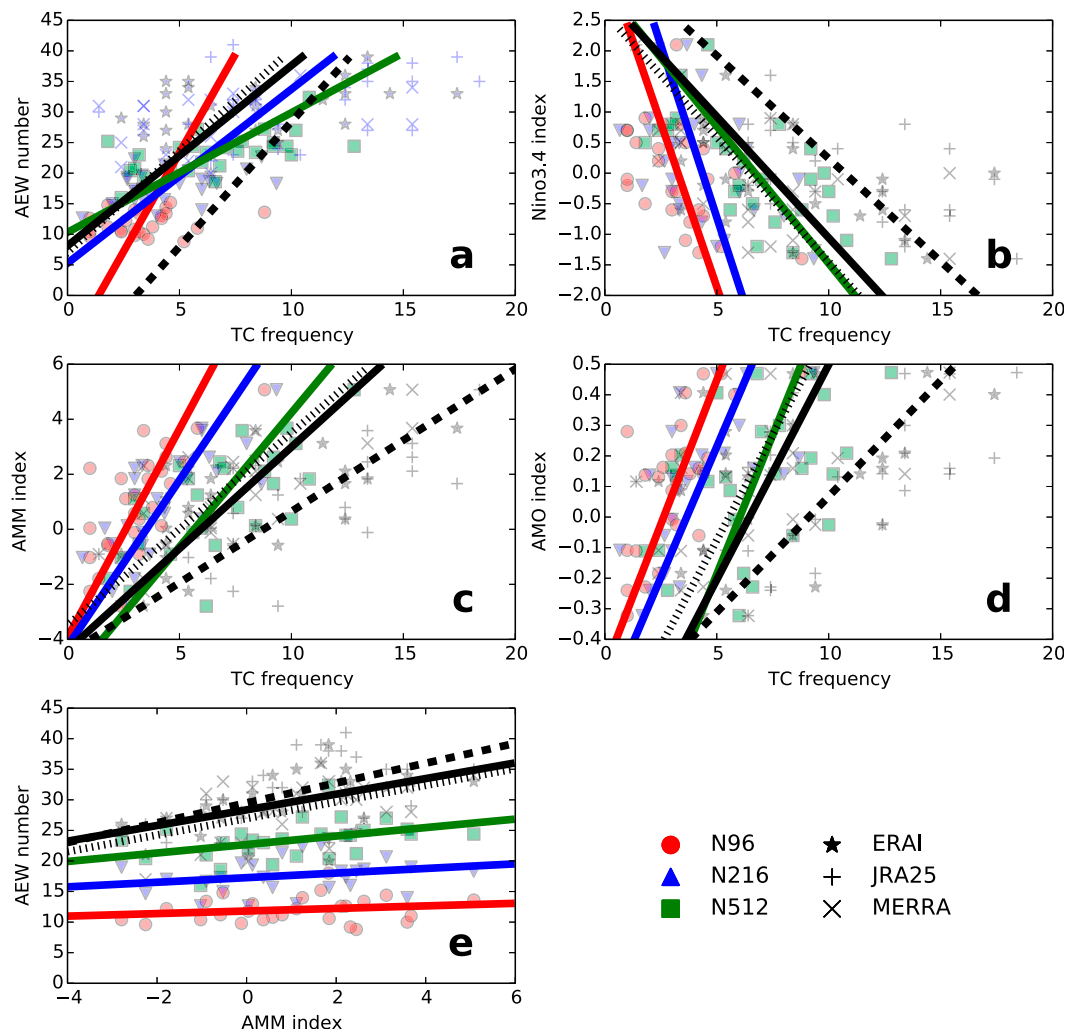 45
40
35
30
25
20
15
10
5
0
AEW number
0 5 10 15 20
TC frequency
a
2.5
2.0
1.5
1.0
0.5
0.0
−0.5
−1.0
−1.5
2.0
Nino3.4 index
0 5 10 15 20
TC frequency
b
6
4
2
0
−2
−4
AMM index
0 5 10 15 20
TC frequency
c
0.5
0.4
0.3
0.2
0.1
0.0
−0.1
−0.2
−0.3
−0.4
AMO index
0 5 10 15 20
TC frequency
d
45
40
35
30
25
20
15
10
5
0
AEW number
−4 −2 0 2 4 6
AMM index
e
N96 ERAI
N216 JRA25
N512 MERRA